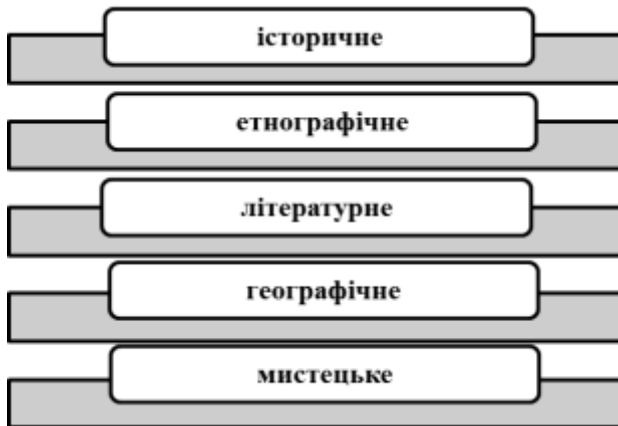 історичне
етнографічне
літературне
географічне
мистецьке